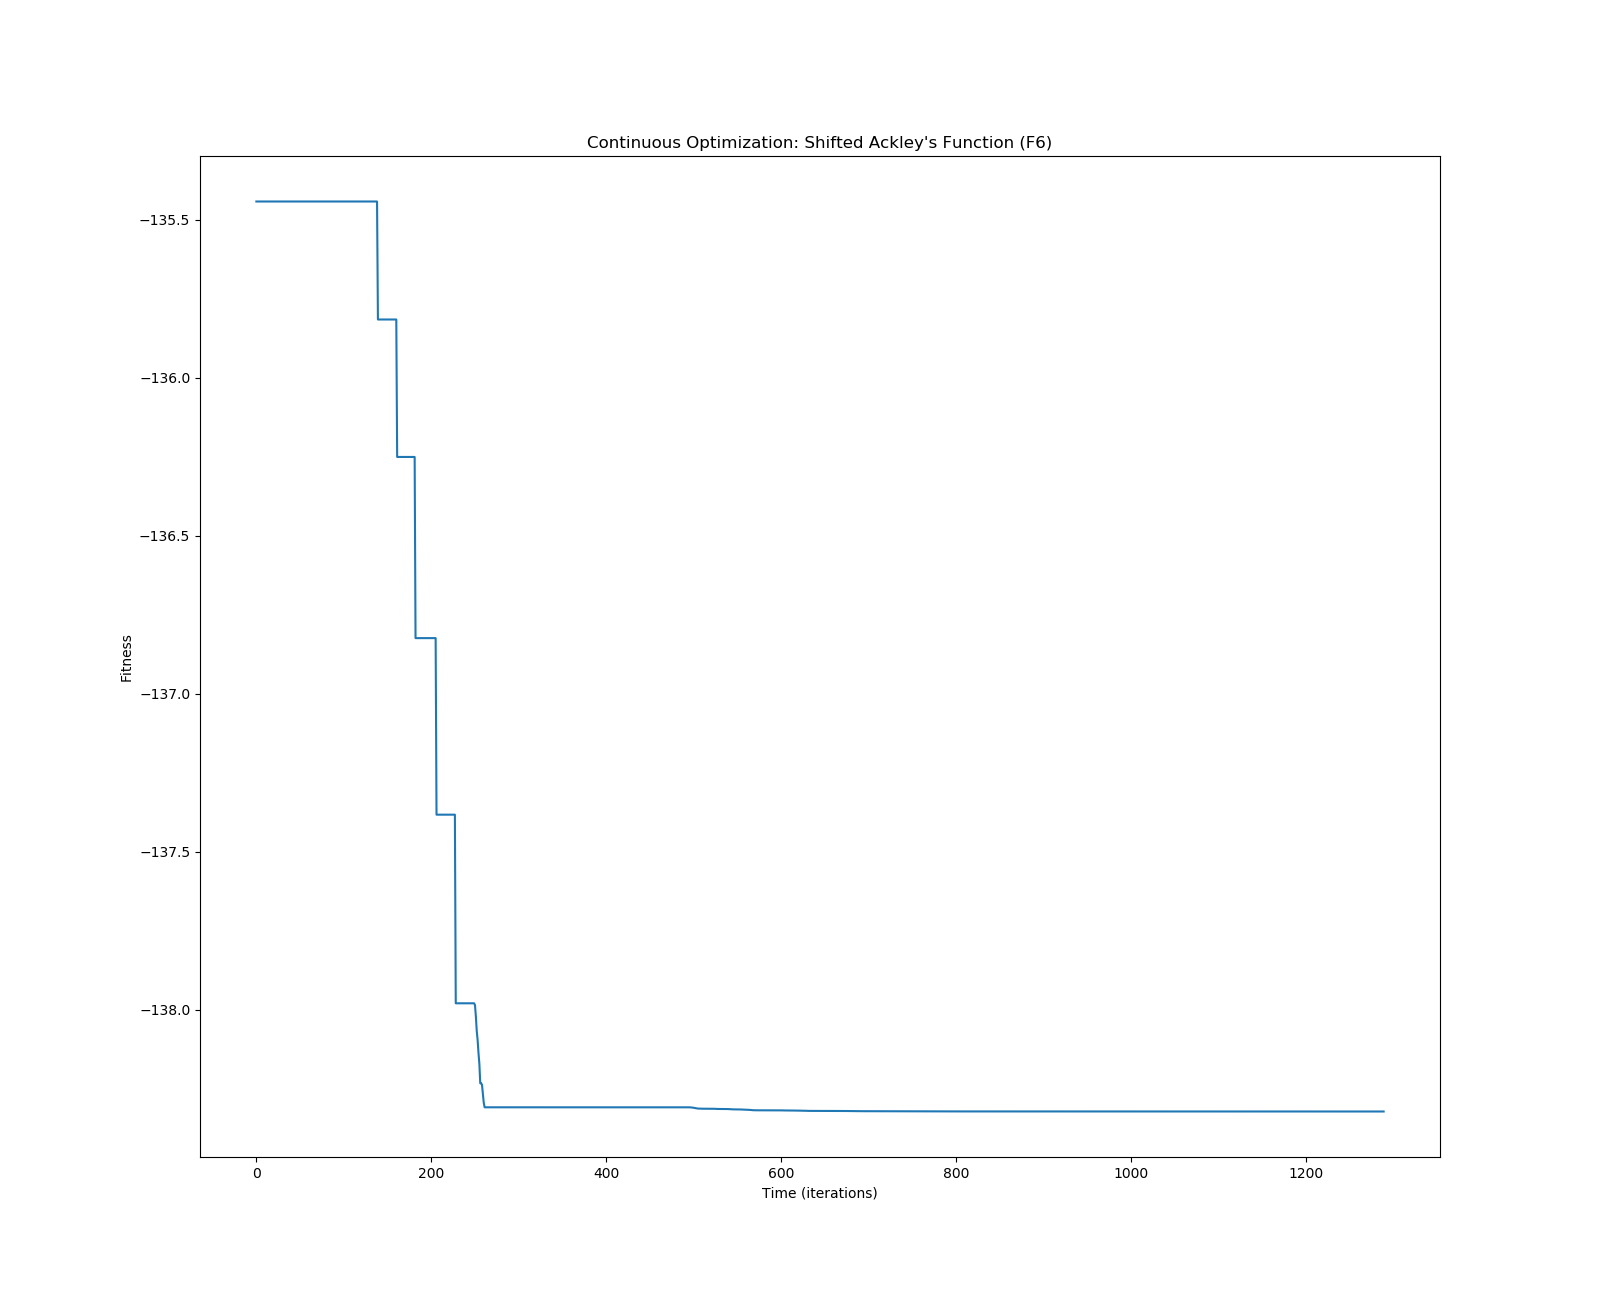 Continuous Optimization: Shifted Ackley's Function (F6)
−135.5
−136.0
−136.5
−137.0
−137.5
−138.0
Fitness
0 200 400 600 800 1000 1200
Time (iterations)